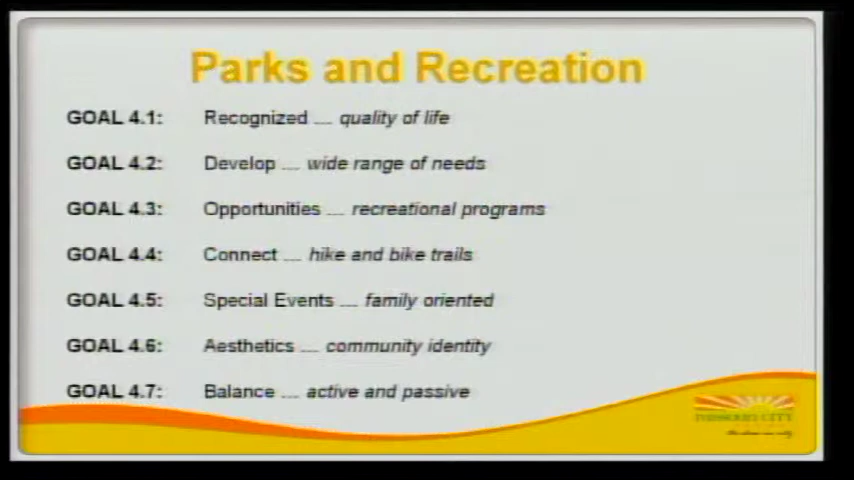 Parks and Recreation
GOAL 4.1: Recognized .... quality of life
GOAL 4.2: Develop .... wide range of needs
GOAL 4.3: Opportunities .... recreational programs
GOAL 4.4: Connect .... hike and bike trails
GOAL 4.5: Special Events .... family oriented
GOAL 4.6: Aesthetics .... community identity
GOAL 4.7: Balance .... active and passive
MISSOURI CITY